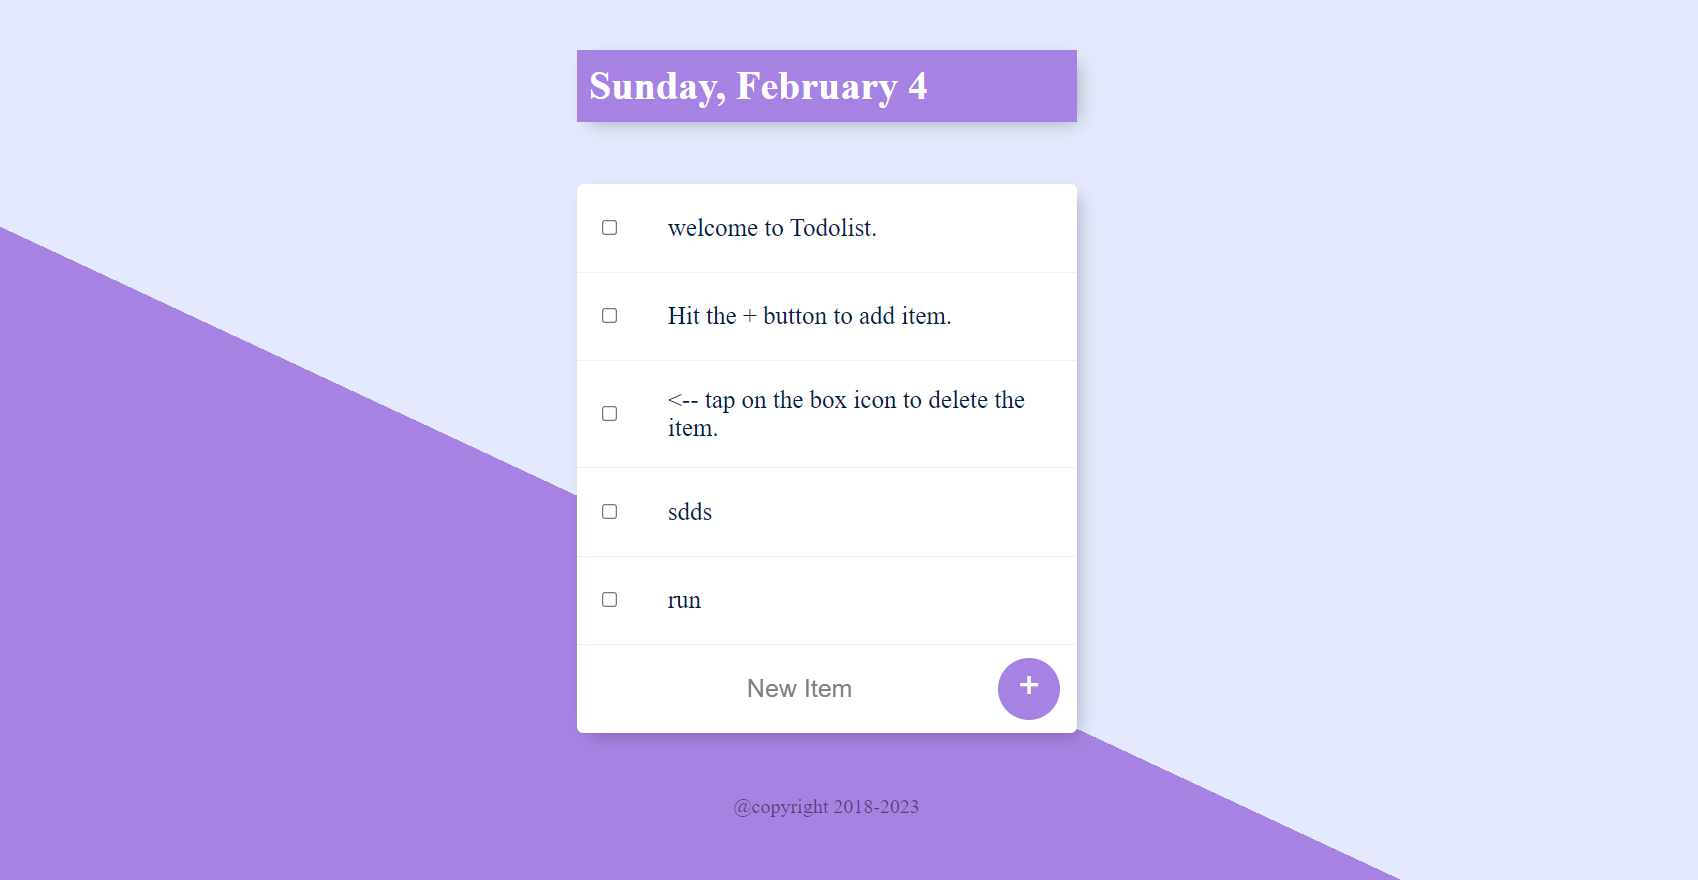 Sunday, February 4
welcome to Todolist.
Hit the + button to add item.
<-- tap on the box icon to delete the
item.
sdds
run
New Item
+
@copyright 2018-2023